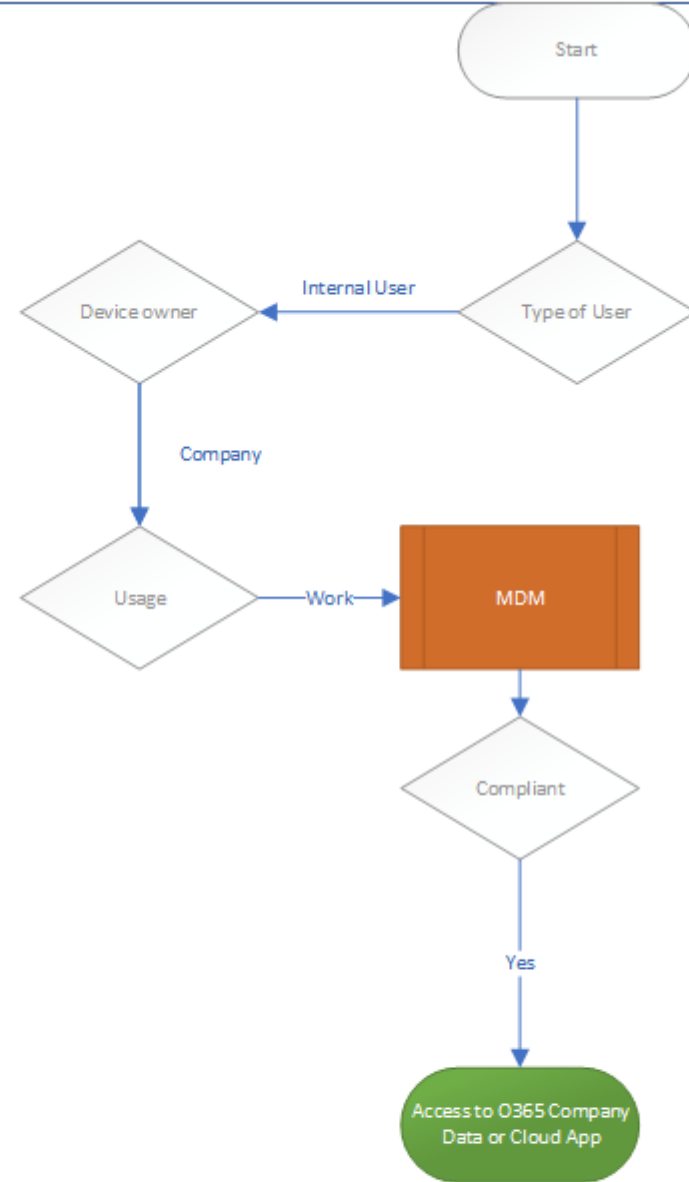 Start
Internal User
Device owner
Type of User
Company
Usage
Work
MDM
Compliant
Yes
Access to O365 Company
Data or Cloud App